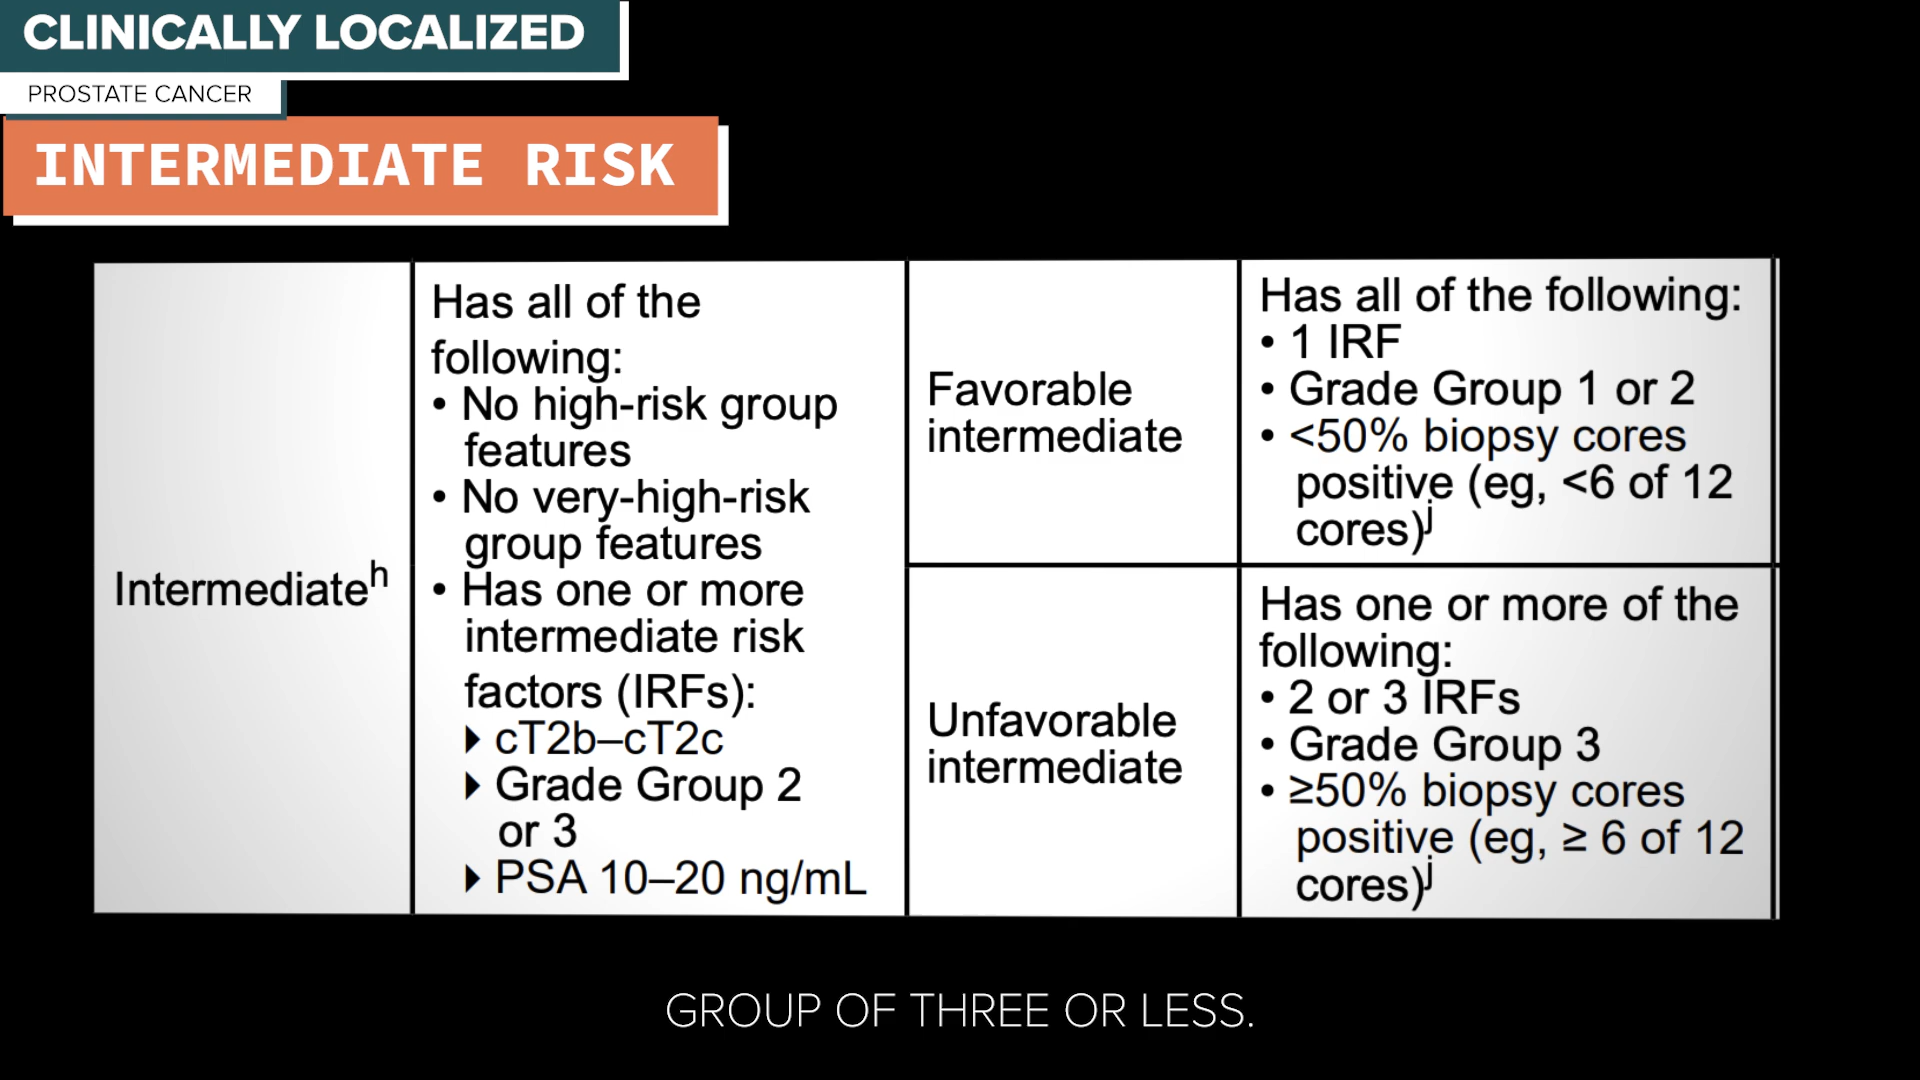 CLINICALLY LOCALIZED
PROSTATE CANCER
INTERMEDIATE RISK
Intermediateʰ
Has all of the
following:
• No high-risk group
features
• No very-high-risk
group features
• Has one or more
intermediate risk
factors (IRFs):
▶ cT2b–cT2c
▶ Grade Group 2
or 3
▶ PSA 10–20 ng/mL
Favorable
intermediate
Has all of the following:
• 1 IRF
• Grade Group 1 or 2
• <50% biopsy cores
positive (eg, <6 of 12
cores)ʲ
Unfavorable
intermediate
Has one or more of the
following:
• 2 or 3 IRFs
• Grade Group 3
• ≥50% biopsy cores
positive (eg, ≥ 6 of 12
cores)ʲ
GROUP OF THREE OR LESS.